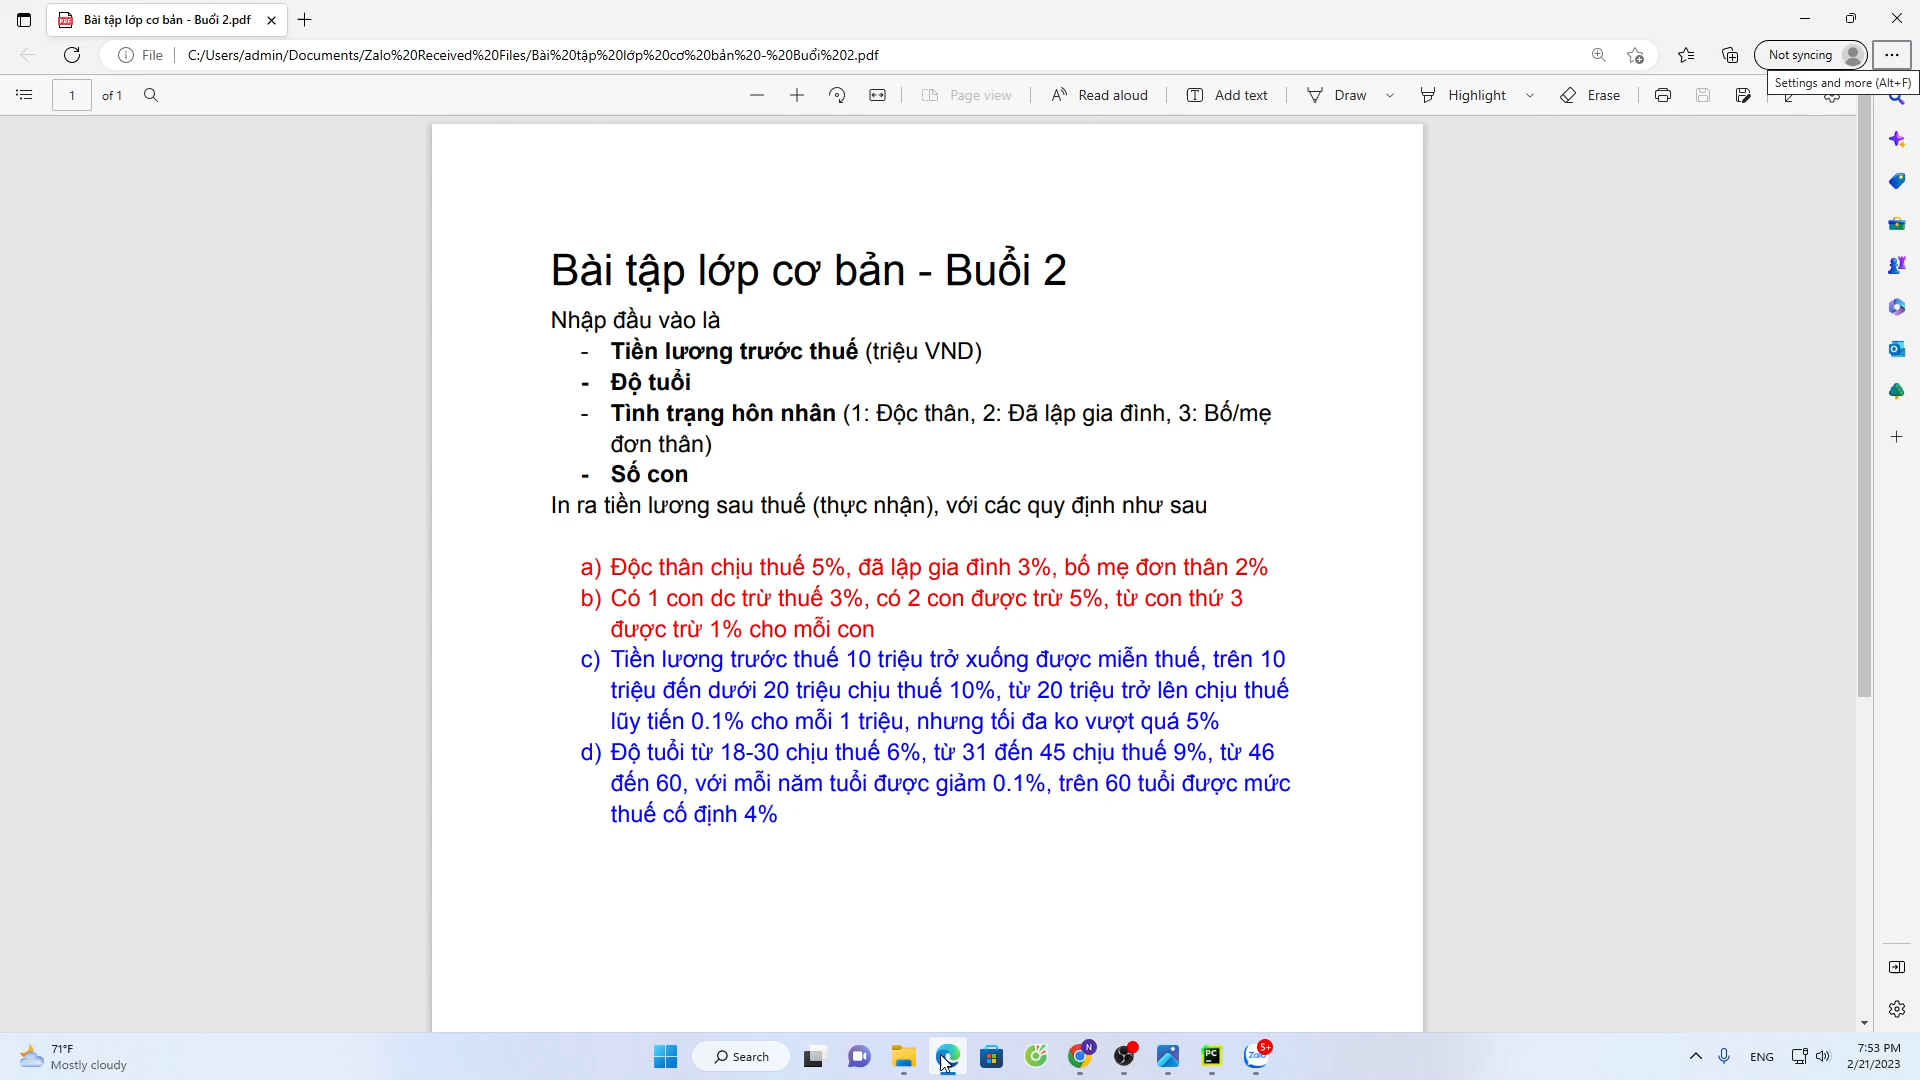 Bài tập lớp cơ bản - Buổi 2.pdf
File
C:/Users/admin/Documents/Zalo%20Received%20Files/Bài%20tập%20lớp%20cơ%20bản%20-%20Buổi%202.pdf
Not syncing
Settings and more (Alt+F)
1 of 1
Page view
Read aloud
Add text
Draw
Highlight
Erase
Bài tập lớp cơ bản - Buổi 2
Nhập đầu vào là
- Tiền lương trước thuế (triệu VND)
- Độ tuổi
- Tình trạng hôn nhân (1: Độc thân, 2: Đã lập gia đình, 3: Bố/mẹ
đơn thân)
- Số con
In ra tiền lương sau thuế (thực nhận), với các quy định như sau
a) Độc thân chịu thuế 5%, đã lập gia đình 3%, bố mẹ đơn thân 2%
b) Có 1 con dc trừ thuế 3%, có 2 con được trừ 5%, từ con thứ 3
được trừ 1% cho mỗi con
c) Tiền lương trước thuế 10 triệu trở xuống được miễn thuế, trên 10
triệu đến dưới 20 triệu chịu thuế 10%, từ 20 triệu trở lên chịu thuế
lũy tiến 0.1% cho mỗi 1 triệu, nhưng tối đa ko vượt quá 5%
d) Độ tuổi từ 18-30 chịu thuế 6%, từ 31 đến 45 chịu thuế 9%, từ 46
đến 60, với mỗi năm tuổi được giảm 0.1%, trên 60 tuổi được mức
thuế cố định 4%
71°F
Mostly cloudy
Search
N
PC
Zalo
5+
ENG
7:53 PM
2/21/2023